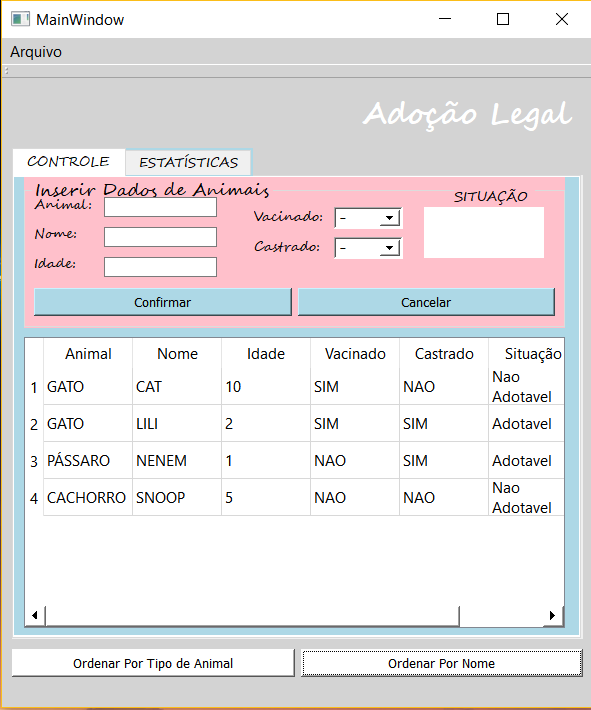 MainWindow
Arquivo
Adoção Legal
CONTROLE ESTATÍSTICAS
Inserir Dados de Animais
SITUAÇÃO
Animal:
Vacinado: -
Nome:
Castrado: -
Idade:
Confirmar Cancelar
Animal Nome Idade Vacinado Castrado Situação
1 GATO CAT 10 SIM NAO Nao Adotavel
2 GATO LILI 2 SIM SIM Adotavel
3 PÁSSARO NENEM 1 NAO SIM Adotavel
4 CACHORRO SNOOP 5 NAO NAO Nao Adotavel
Ordenar Por Tipo de Animal Ordenar Por Nome